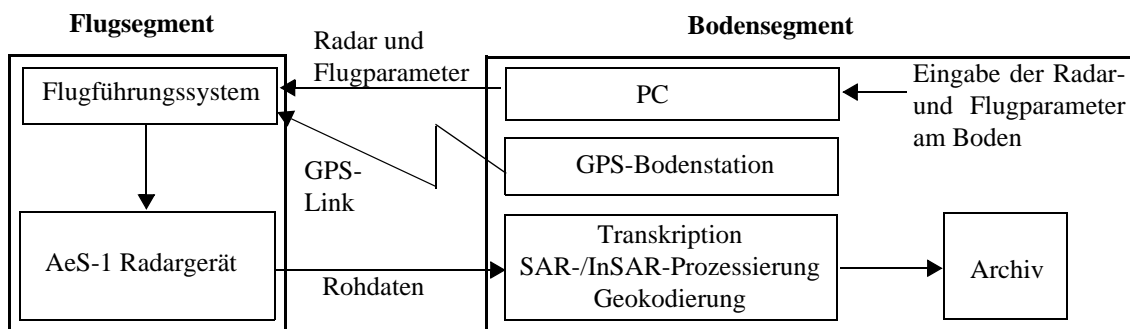 Flugsegment
Bodensegment
Radar und
Flugparameter
Flugführungssystem
PC
Eingabe der Radar-
und Flugparameter
am Boden
GPS-
Link
GPS-Bodenstation
AeS-1 Radargerät
Rohdaten
Transkription
SAR-/InSAR-Prozessierung
Geokodierung
Archiv